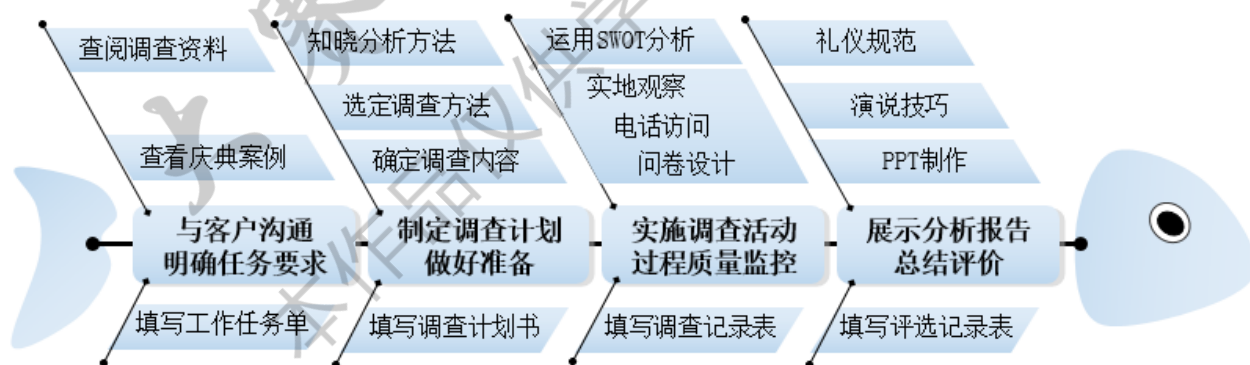 查阅调查资料
查看庆典案例
知晓分析方法
选定调查方法
确定调查内容
运用SWOT分析
实地观察
电话访问
问卷设计
礼仪规范
演说技巧
PPT制作
与客户沟通
明确任务要求
制定调查计划
做好准备
实施调查活动
过程质量监控
展示分析报告
总结评价
填写工作任务单
填写调查计划书
填写调查记录表
填写评选记录表
本作品仅供学